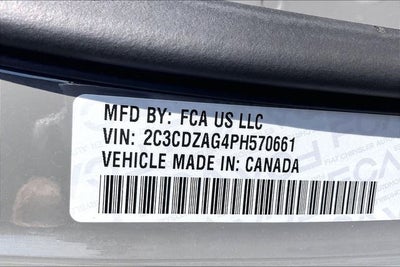 MFD BY: FCA US LLC
VIN: 2C3CDZAG4PH570661
VEHICLE MADE IN: CANADA